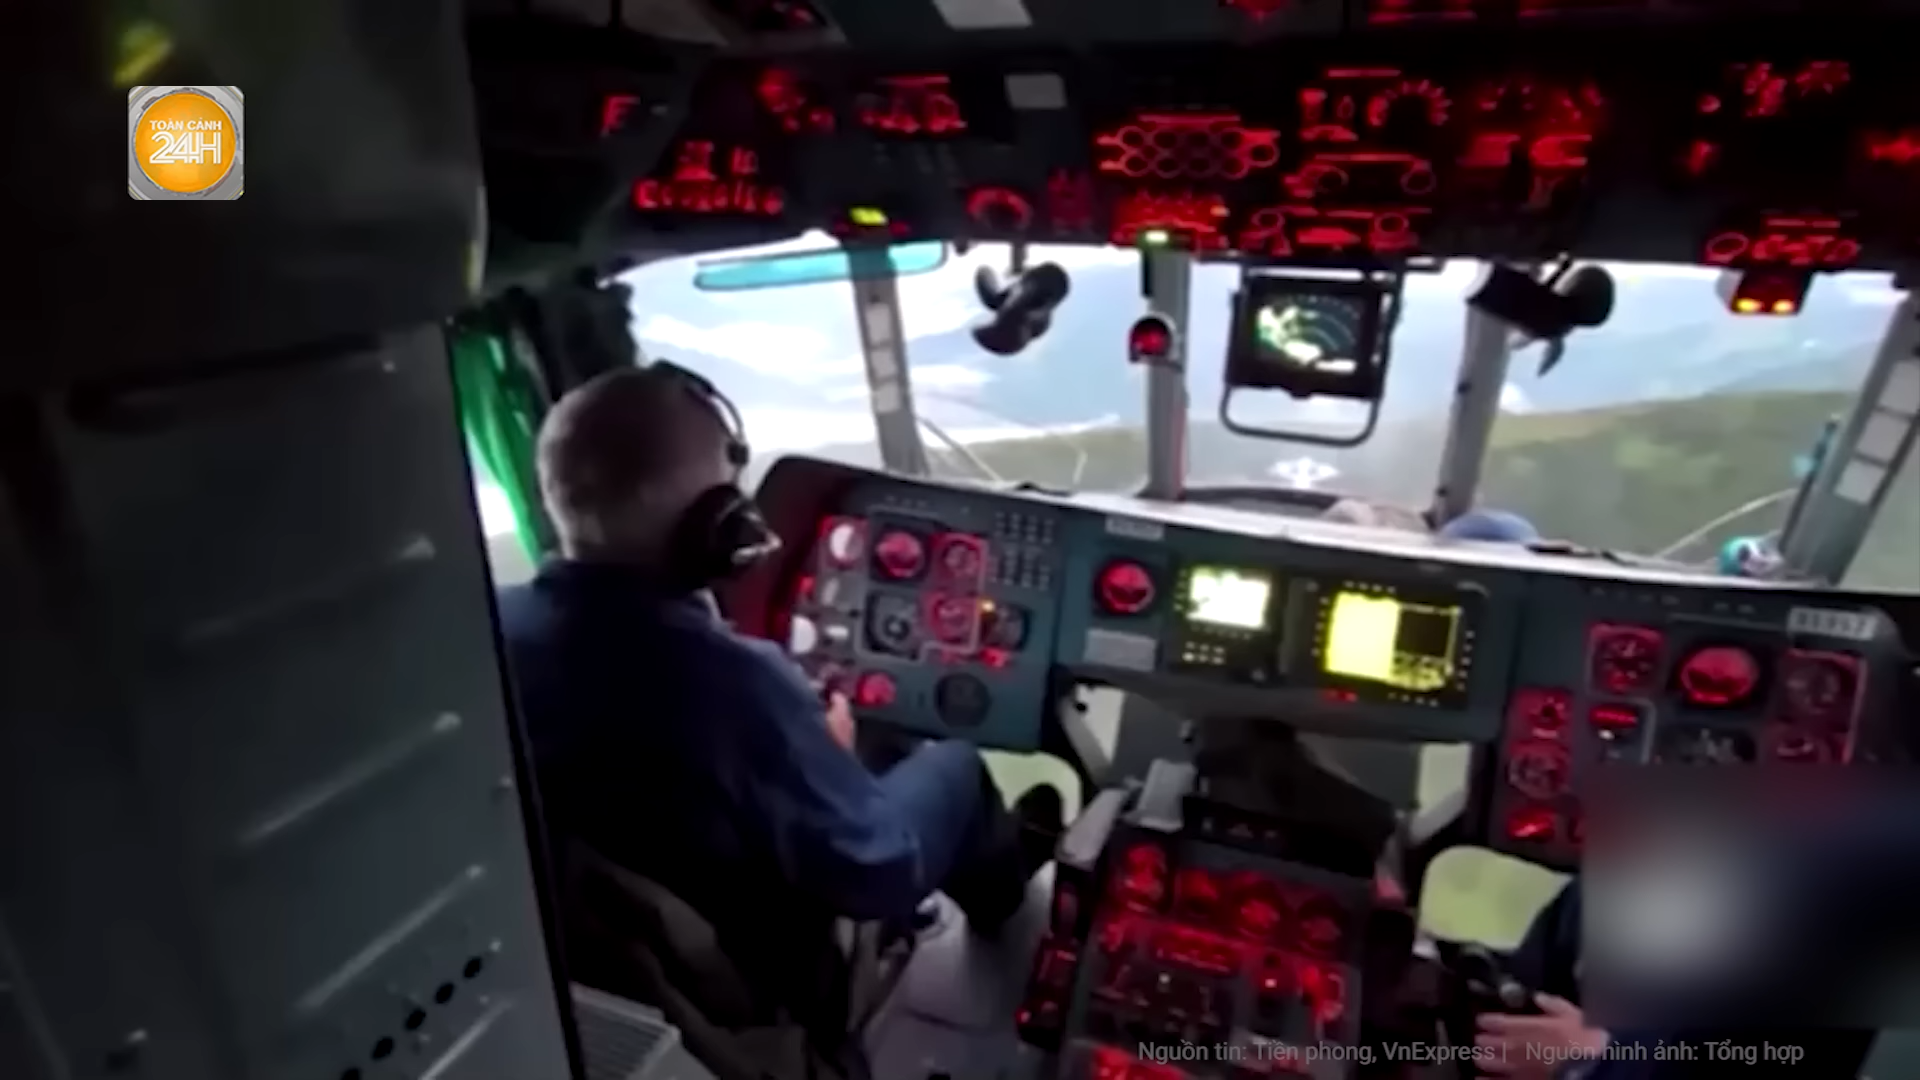 TOÀN CẢNH
24H
Nguồn tin: Tiền phong, VnExpress | Nguồn hình ảnh: Tổng hợp